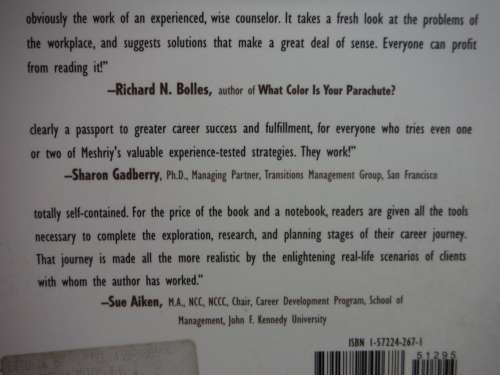 obviously the work of an experienced, wise counselor. It takes a fresh look at the problems of
the workplace, and suggests solutions that make a great deal of sense. Everyone can profit
from reading it!"
–Richard N. Bolles, author of What Color Is Your Parachute?
clearly a passport to greater career success and fulfillment, for everyone who tries even one
or two of Meshriy's valuable experience-tested strategies. They work!"
–Sharon Gadberry, Ph.D., Managing Partner, Transitions Management Group, San Francisco
totally self-contained. For the price of the book and a notebook, readers are given all the tools
necessary to complete the exploration, research, and planning stages of their career journey.
That journey is made all the more realistic by the enlightening real-life scenarios of clients
with whom the author has worked."
–Sue Aiken, M.A., NCC, NCCC, Chair, Career Development Program, School of
Management, John F. Kennedy University
ISBN 1-57224-267-1
51295